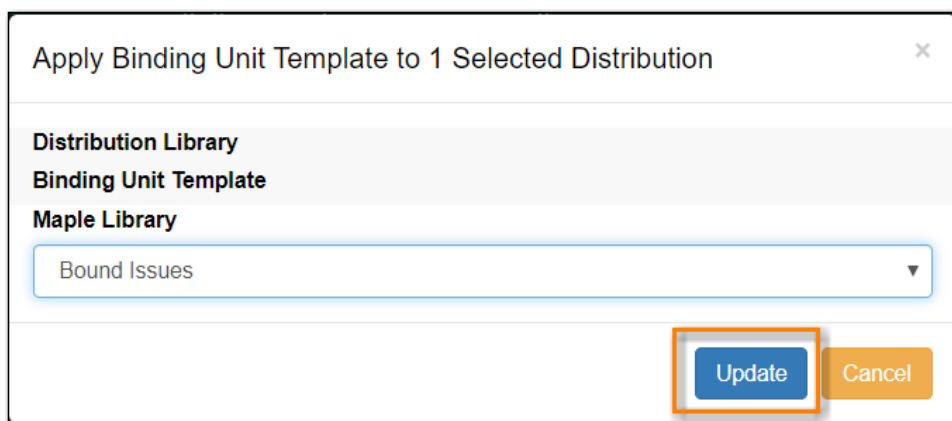 Apply Binding Unit Template to 1 Selected Distribution ×
Distribution Library
Binding Unit Template
Maple Library
Bound Issues ▼
Update Cancel